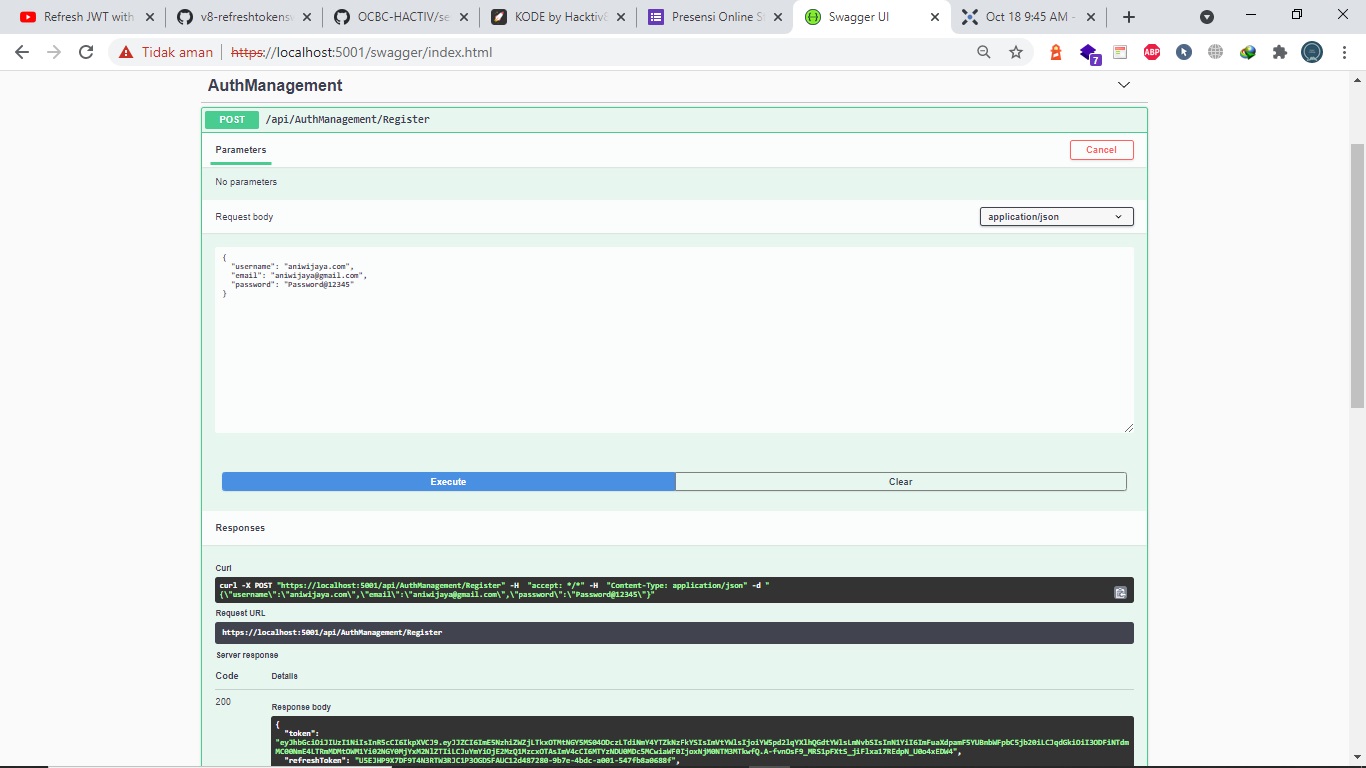 Refresh JWT with
v8-refreshtokensw
OCBC-HACTIV/se
KODE by Hacktiv8
Presensi Online S
Swagger UI
Oct 18 9:45 AM -
Tidak aman | https://localhost:5001/swagger/index.html
ABP
7
AuthManagement
POST /api/AuthManagement/Register
Parameters
Cancel
No parameters
Request body
application/json
{
"username": "aniwijaya.com",
"email": "aniwijaya@gmail.com",
"password": "Password@12345"
}
Execute
Clear
Responses
Curl
curl -X POST "https://localhost:5001/api/AuthManagement/Register" -H "accept: */*" -H "Content-Type: application/json" -d "
{\"username\":\"aniwijaya.com\",\"email\":\"aniwijaya@gmail.com\",\"password\":\"Password@12345\"}"
Request URL
https://localhost:5001/api/AuthManagement/Register
Server response
Code Details
200
Response body
{
"token":
"refreshToken":